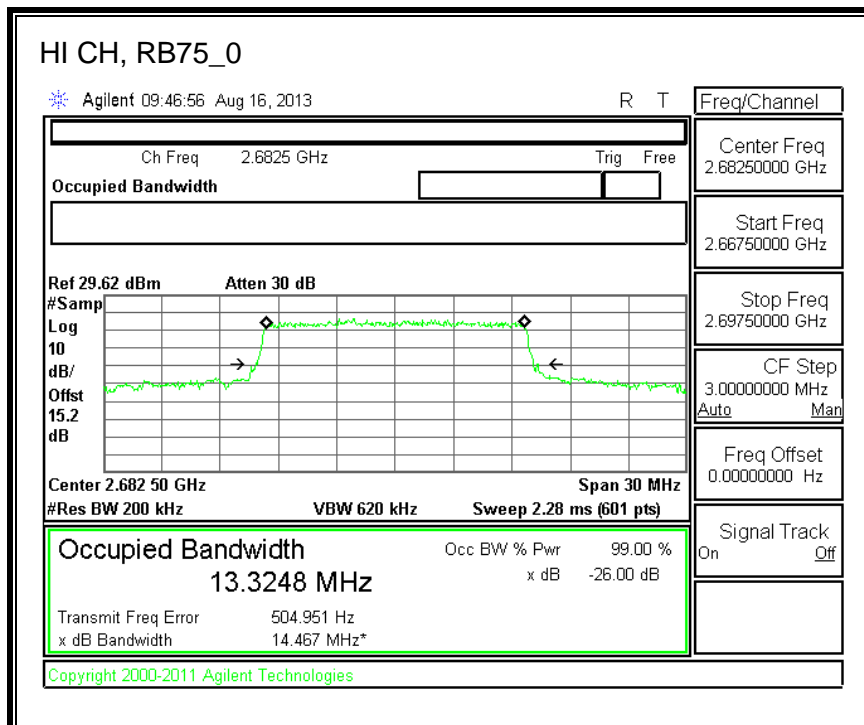 HI CH, RB75_0
Agilent 09:46:56 Aug 16, 2013 R T
Freq/Channel
Ch Freq 2.6825 GHz Trig Free
Occupied Bandwidth
Center Freq
2.68250000 GHz
Start Freq
2.66750000 GHz
Stop Freq
2.69750000 GHz
CF Step
3.00000000 MHz
Auto Man
Freq Offset
0.00000000 Hz
Signal Track
On Off
Ref 29.62 dBm Atten 30 dB
#Samp
Log
10
dB/
Offst
15.2
dB
Center 2.682 50 GHz Span 30 MHz
#Res BW 200 kHz VBW 620 kHz Sweep 2.28 ms (601 pts)
Occupied Bandwidth Occ BW % Pwr 99.00 %
13.3248 MHz x dB -26.00 dB
Transmit Freq Error 504.951 Hz
x dB Bandwidth 14.467 MHz*
Copyright 2000-2011 Agilent Technologies